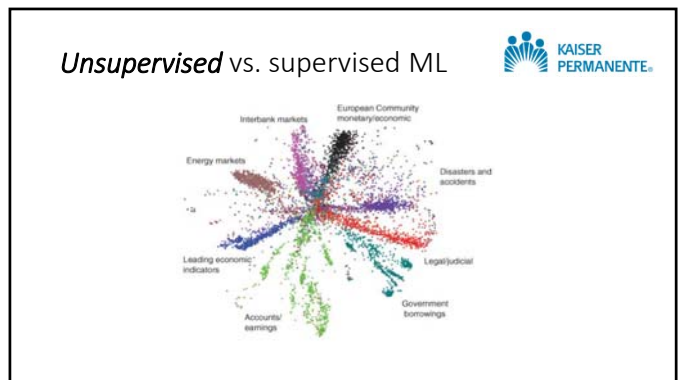 Unsupervised vs. supervised ML
KAISER
PERMANENTE®
European Community
monetary/economic
Interbank markets
Energy markets
Disasters and
accidents
Leading economic
indicators
Legal/judicial
Government
borrowings
Accounts/
earnings